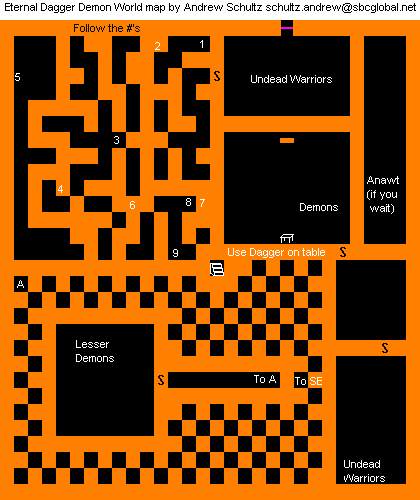 Eternal Dagger Demon World map by Andrew Schultz schultz.andrew@sbcglobal.net
Follow the #'s
2
1
5
S
Undead Warriors
3
Anawt
(if you
wait)
4
6
8
7
Demons
9
Use Dagger on table
S
A
Lesser
Demons
S
S
To A
To SE
Undead
Warriors